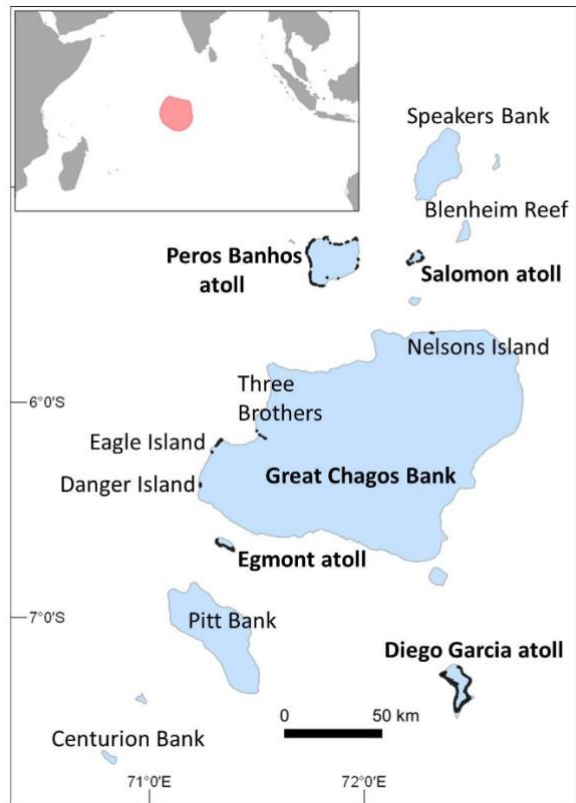 Speakers Bank
Blenheim Reef
Peros Banhos
atoll
Salomon atoll
Nelsons Island
Three
Brothers
6°0'S
Eagle Island
Great Chagos Bank
Danger Island
Egmont atoll
7°0'S
Pitt Bank
Diego Garcia atoll
0 50 km
Centurion Bank
71°0'E 72°0'E